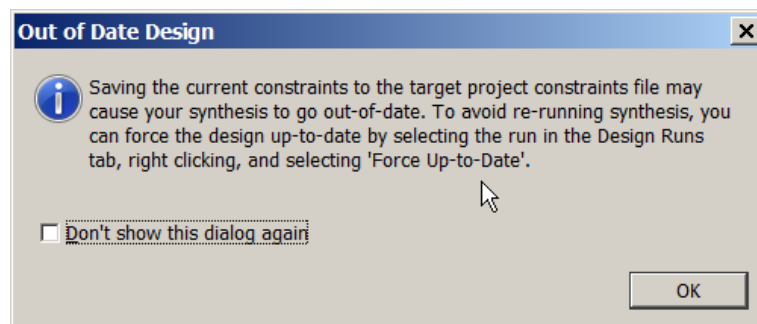 Out of Date Design
Saving the current constraints to the target project constraints file may
cause your synthesis to go out-of-date. To avoid re-running synthesis, you
can force the design up-to-date by selecting the run in the Design Runs
tab, right clicking, and selecting 'Force Up-to-Date'.
Don't show this dialog again
OK